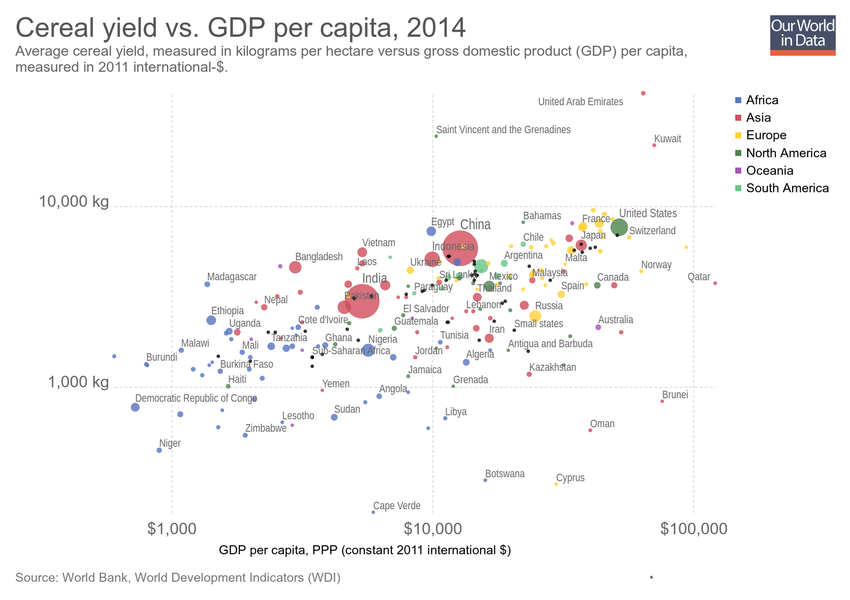 Cereal yield vs. GDP per capita, 2014
Average cereal yield, measured in kilograms per hectare versus gross domestic product (GDP) per capita,
measured in 2011 international-$.
Our World
in Data
United Arab Emirates
Africa
Asia
Saint Vincent and the Grenadines
Kuwait
Europe
North America
Oceania
South America
10,000 kg
Egypt
China
Bahamas
France
United States
Switzerland
Vietnam
Indonesia
Chile
Japan
Bangladesh
Laos
Ukraine
Argentina
Malta
Norway
Madagascar
India
Sri Lanka
Mexico
Malaysia
Canada
Qatar
Paraguay
Thailand
Spain
Nepal
Pakistan
Ethiopia
El Salvador
Lebanon
Russia
Uganda
Cote d'Ivoire
Guatemala
Small states
Australia
Tanzania
Ghana
Nigeria
Tunisia
Iran
Malawi
Mali
Sub-Saharan Africa
Jordan
Algeria
Antigua and Barbuda
Burundi
Burkina Faso
Jamaica
Kazakhstan
Haiti
Yemen
Grenada
1,000 kg
Angola
Brunei
Democratic Republic of Congo
Lesotho
Sudan
Libya
Zimbabwe
Oman
Niger
Botswana
Cyprus
Cape Verde
$1,000
$10,000
$100,000
GDP per capita, PPP (constant 2011 international $)
Source: World Bank, World Development Indicators (WDI)